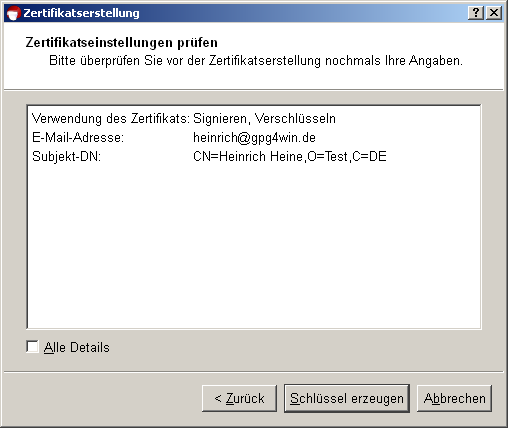 Zertifikatserstellung
Zertifikatseinstellungen prüfen
Bitte überprüfen Sie vor der Zertifikatserstellung nochmals Ihre Angaben.
Verwendung des Zertifikats: Signieren, Verschlüsseln
E-Mail-Adresse: heinrich@gpg4win.de
Subjekt-DN: CN=Heinrich Heine,O=Test,C=DE
Alle Details
< Zurück Schlüssel erzeugen Abbrechen